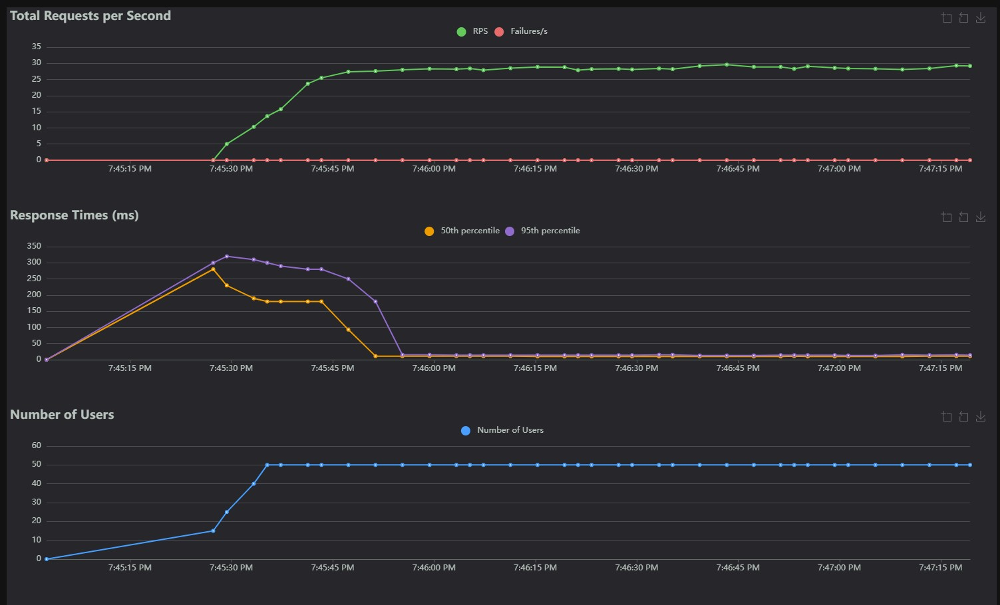 Total Requests per Second
RPS Failures/s
35
30
25
20
15
10
5
0
7:45:15 PM 7:45:30 PM 7:45:45 PM 7:46:00 PM 7:46:15 PM 7:46:30 PM 7:46:45 PM 7:47:00 PM 7:47:15 PM
Response Times (ms)
50th percentile 95th percentile
350
300
250
200
150
100
50
0
7:45:15 PM 7:45:30 PM 7:45:45 PM 7:46:00 PM 7:46:15 PM 7:46:30 PM 7:46:45 PM 7:47:00 PM 7:47:15 PM
Number of Users
Number of Users
60
50
40
30
20
10
0
7:45:15 PM 7:45:30 PM 7:45:45 PM 7:46:00 PM 7:46:15 PM 7:46:30 PM 7:46:45 PM 7:47:00 PM 7:47:15 PM